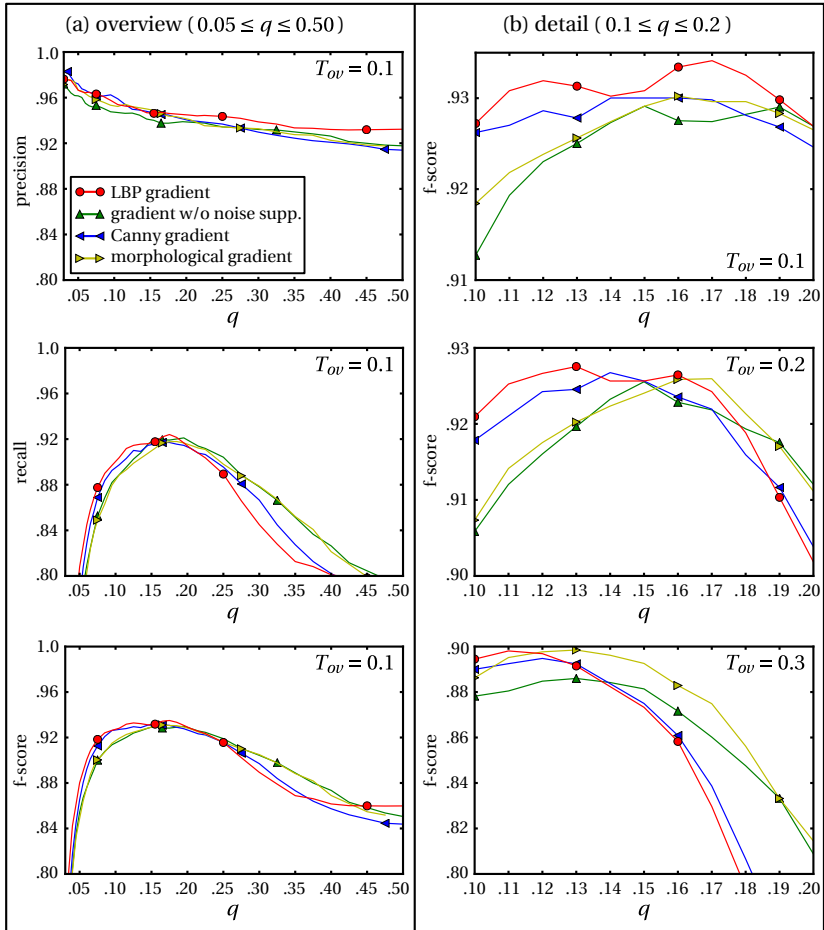 (a) overview ( 0.05 ≤ q ≤ 0.50 )
1.0
.96
.92
.88
.84
.80
precision
T_ov = 0.1
LBP gradient
gradient w/o noise supp.
Canny gradient
morphological gradient
.05 .10 .15 .20 .25 .30 .35 .40 .45 .50
q
1.0
.96
.92
.88
.84
.80
recall
T_ov = 0.1
.05 .10 .15 .20 .25 .30 .35 .40 .45 .50
q
1.0
.96
.92
.88
.84
.80
f-score
T_ov = 0.1
.05 .10 .15 .20 .25 .30 .35 .40 .45 .50
q
(b) detail ( 0.1 ≤ q ≤ 0.2 )
.93
.92
.91
f-score
T_ov = 0.1
.10 .11 .12 .13 .14 .15 .16 .17 .18 .19 .20
q
.93
.92
.91
.90
f-score
T_ov = 0.2
.10 .11 .12 .13 .14 .15 .16 .17 .18 .19 .20
q
.90
.88
.86
.84
.82
.80
f-score
T_ov = 0.3
.10 .11 .12 .13 .14 .15 .16 .17 .18 .19 .20
q